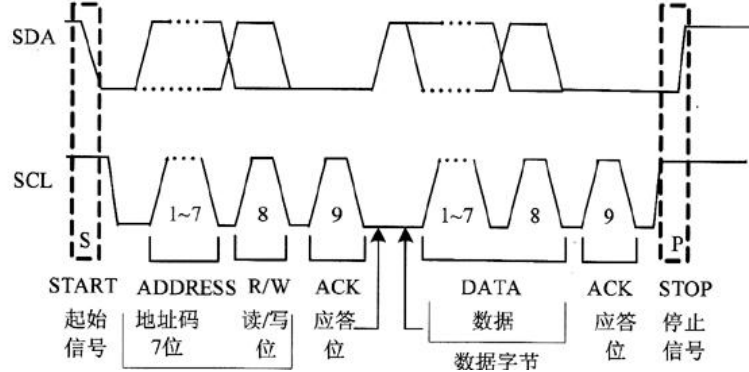 SDA
SCL
1~7 8 9 1~7 8 9
S P
START ADDRESS R/W ACK DATA ACK STOP
起始 地址码 读/写 应答 数据 应答 停止
信号 7位 位 位 数据字节 位 信号